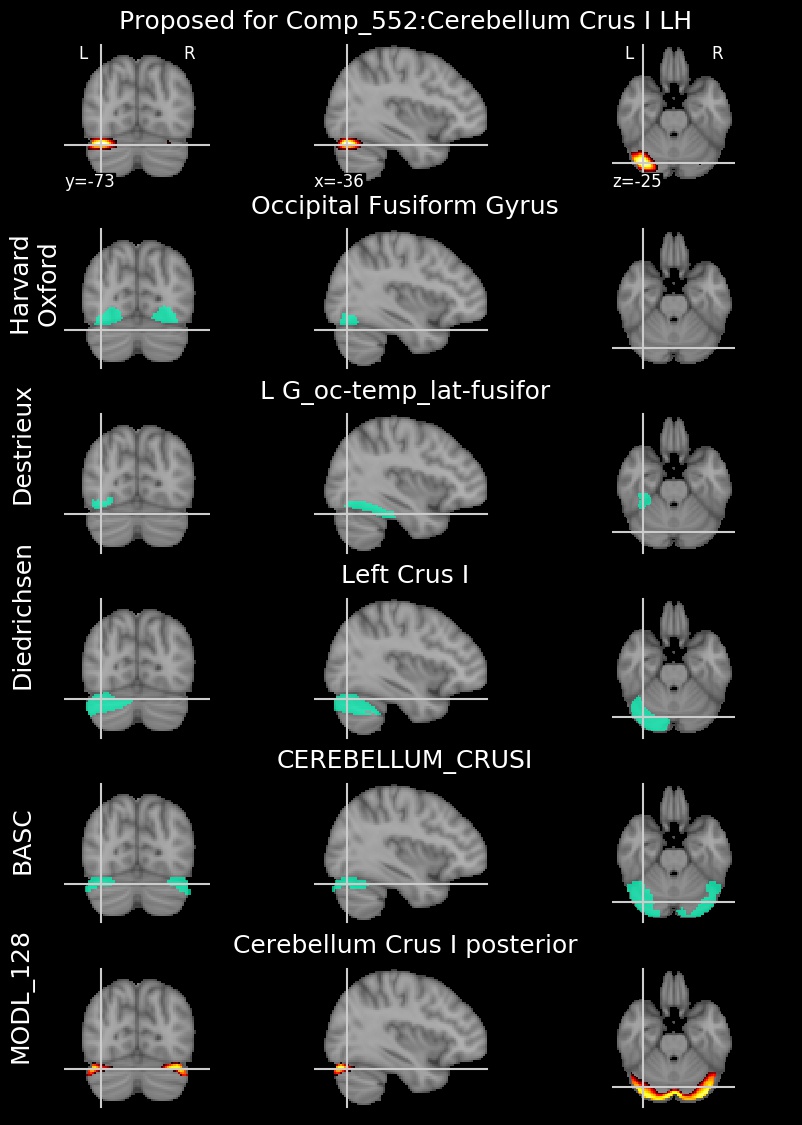 Proposed for Comp_552:Cerebellum Crus I LH
L R L R
y=-73 x=-36 z=-25
Occipital Fusiform Gyrus
Harvard
Oxford
L G_oc-temp_lat-fusifor
Destrieux
Left Crus I
Diedrichsen
CEREBELLUM_CRUSI
BASC
Cerebellum Crus I posterior
MODL_128